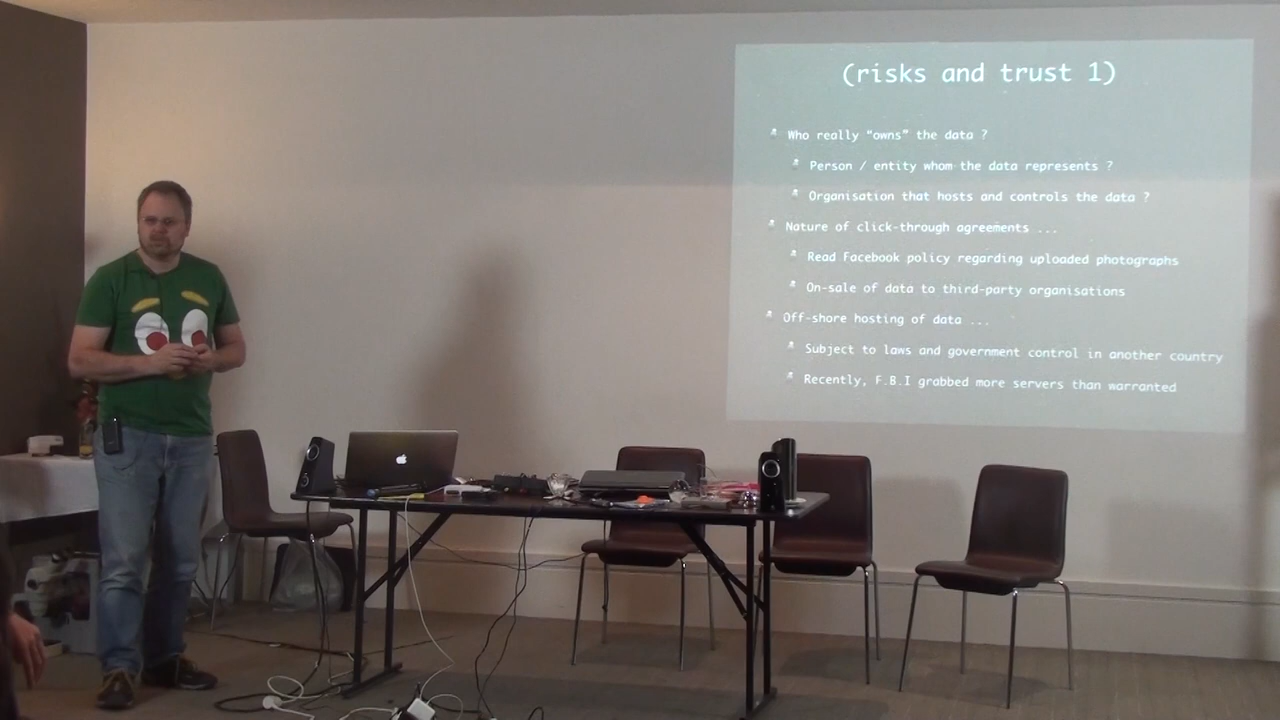 (risks and trust 1)
Who really “owns” the data ?
Person / entity whom the data represents ?
Organisation that hosts and controls the data ?
Nature of click-through agreements ...
Read Facebook policy regarding uploaded photographs
On-sale of data to third-party organisations
Off-shore hosting of data ...
Subject to laws and government control in another country
Recently, F.B.I grabbed more servers than warranted